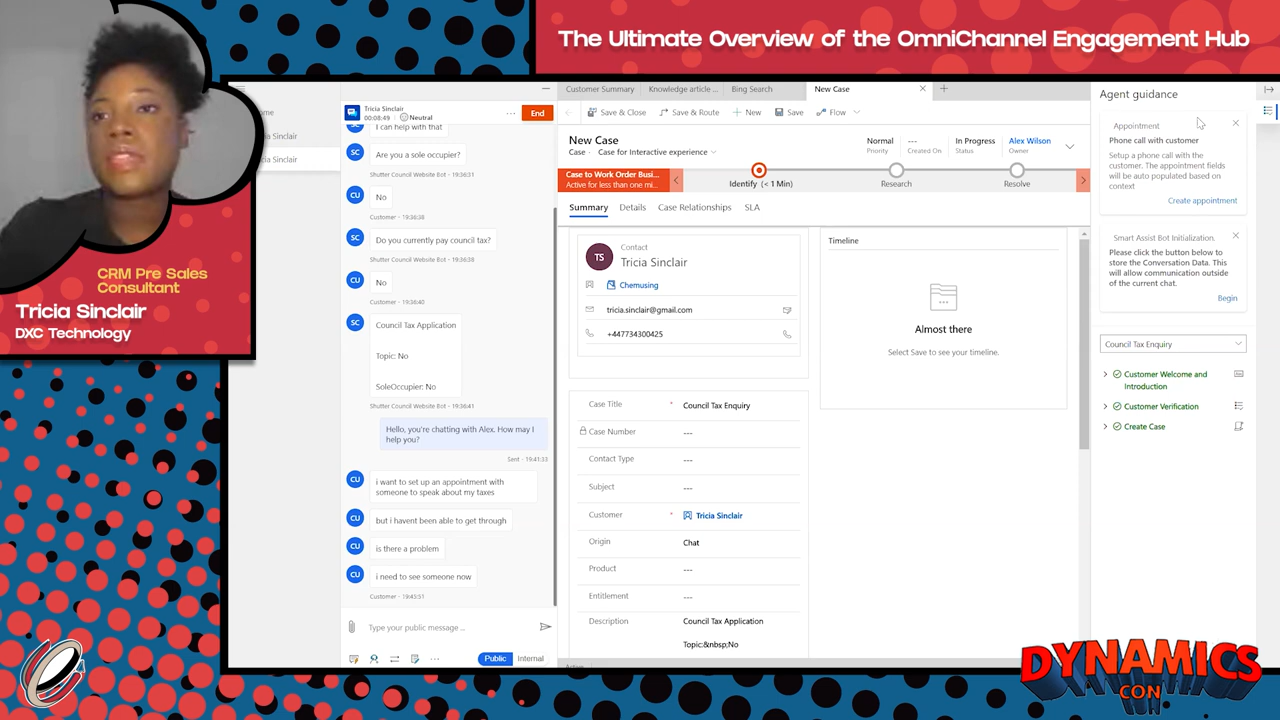 The Ultimate Overview of the OmniChannel Engagement Hub
CRM Pre Sales
Consultant
Tricia Sinclair
DXC Technology
Sinclair
Sinclair
Tricia Sinclair
00:08:49 Neutral
End
SC
I can help with that
SC
Are you a sole occupier?
Shutter Council Website Bot - 19:36:31
CU
No
Customer - 19:36:38
SC
Do you currently pay council tax?
Shutter Council Website Bot - 19:36:38
CU
No
Customer - 19:36:40
SC
Council Tax Application
Topic: No
SoleOccupier: No
Shutter Council Website Bot - 19:36:41
Hello, you're chatting with Alex. How may I
help you?
Sent - 19:41:33
CU
i want to set up an appointment with
someone to speak about my taxes
CU
but i havent been able to get through
CU
is there a problem
CU
i need to see someone now
Customer - 19:43:51
Type your public message ...
Public
Internal
Customer Summary
Knowledge article ...
Bing Search
New Case
Save & Close
Save & Route
New
Save
Flow
New Case
Case · Case for Interactive experience
Normal
Priority
---
Created On
In Progress
Status
Alex Wilson
Owner
Case to Work Order Busi...
Active for less than one mi...
Identify (< 1 Min)
Research
Resolve
Summary
Details
Case Relationships
SLA
TS
Contact
Tricia Sinclair
Chemusing
tricia.sinclair@gmail.com
+447734300425
Timeline
Almost there
Select Save to see your timeline.
Case Title * Council Tax Enquiry
Case Number ---
Contact Type ---
Subject ---
Customer * Tricia Sinclair
Origin Chat
Product ---
Entitlement ---
Description Council Tax Application
Topic:&nbsp;No
Agent guidance
Appointment
Phone call with customer
Setup a phone call with the
customer. The appointment fields
will be auto populated based on
context
Create appointment
Smart Assist Bot Initialization.
Please click the button below to
store the Conversation Data. This
will allow communication outside
of the current chat.
Begin
Council Tax Enquiry
Customer Welcome and
Introduction
Customer Verification
Create Case
DYNAMICS
CON